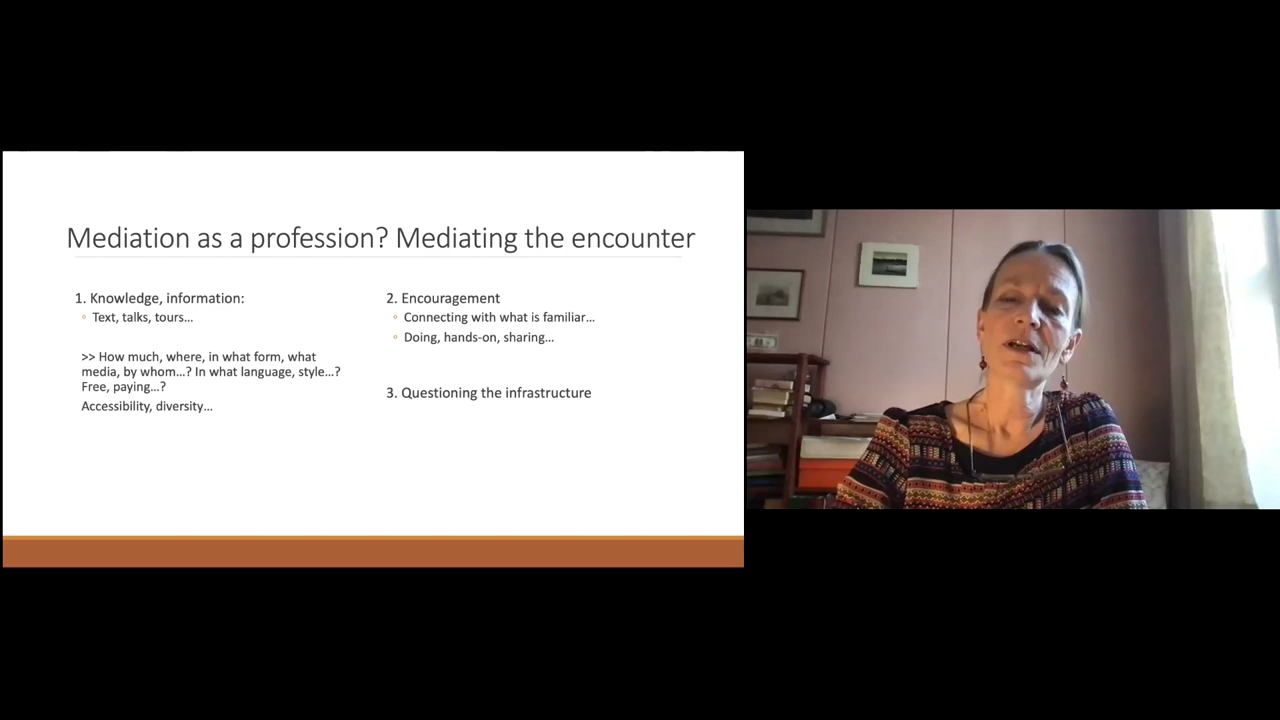 Mediation as a profession? Mediating the encounter
1. Knowledge, information:
◦ Text, talks, tours…
>> How much, where, in what form, what
media, by whom…? In what language, style…?
Free, paying…?
Accessibility, diversity…
2. Encouragement
◦ Connecting with what is familiar…
◦ Doing, hands-on, sharing…
3. Questioning the infrastructure